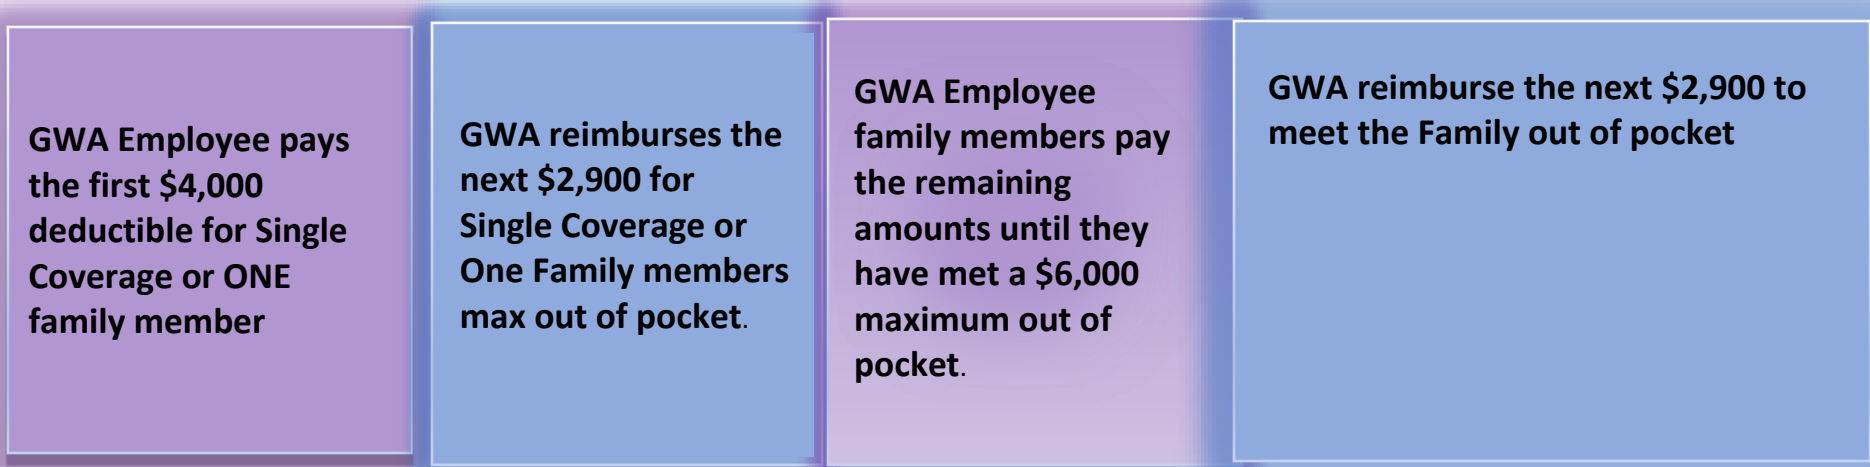 GWA Employee pays
the first $4,000
deductible for Single
Coverage or ONE
family member
GWA reimburses the
next $2,900 for
Single Coverage or
One Family members
max out of pocket.
GWA Employee
family members pay
the remaining
amounts until they
have met a $6,000
maximum out of
pocket.
GWA reimburse the next $2,900 to
meet the Family out of pocket